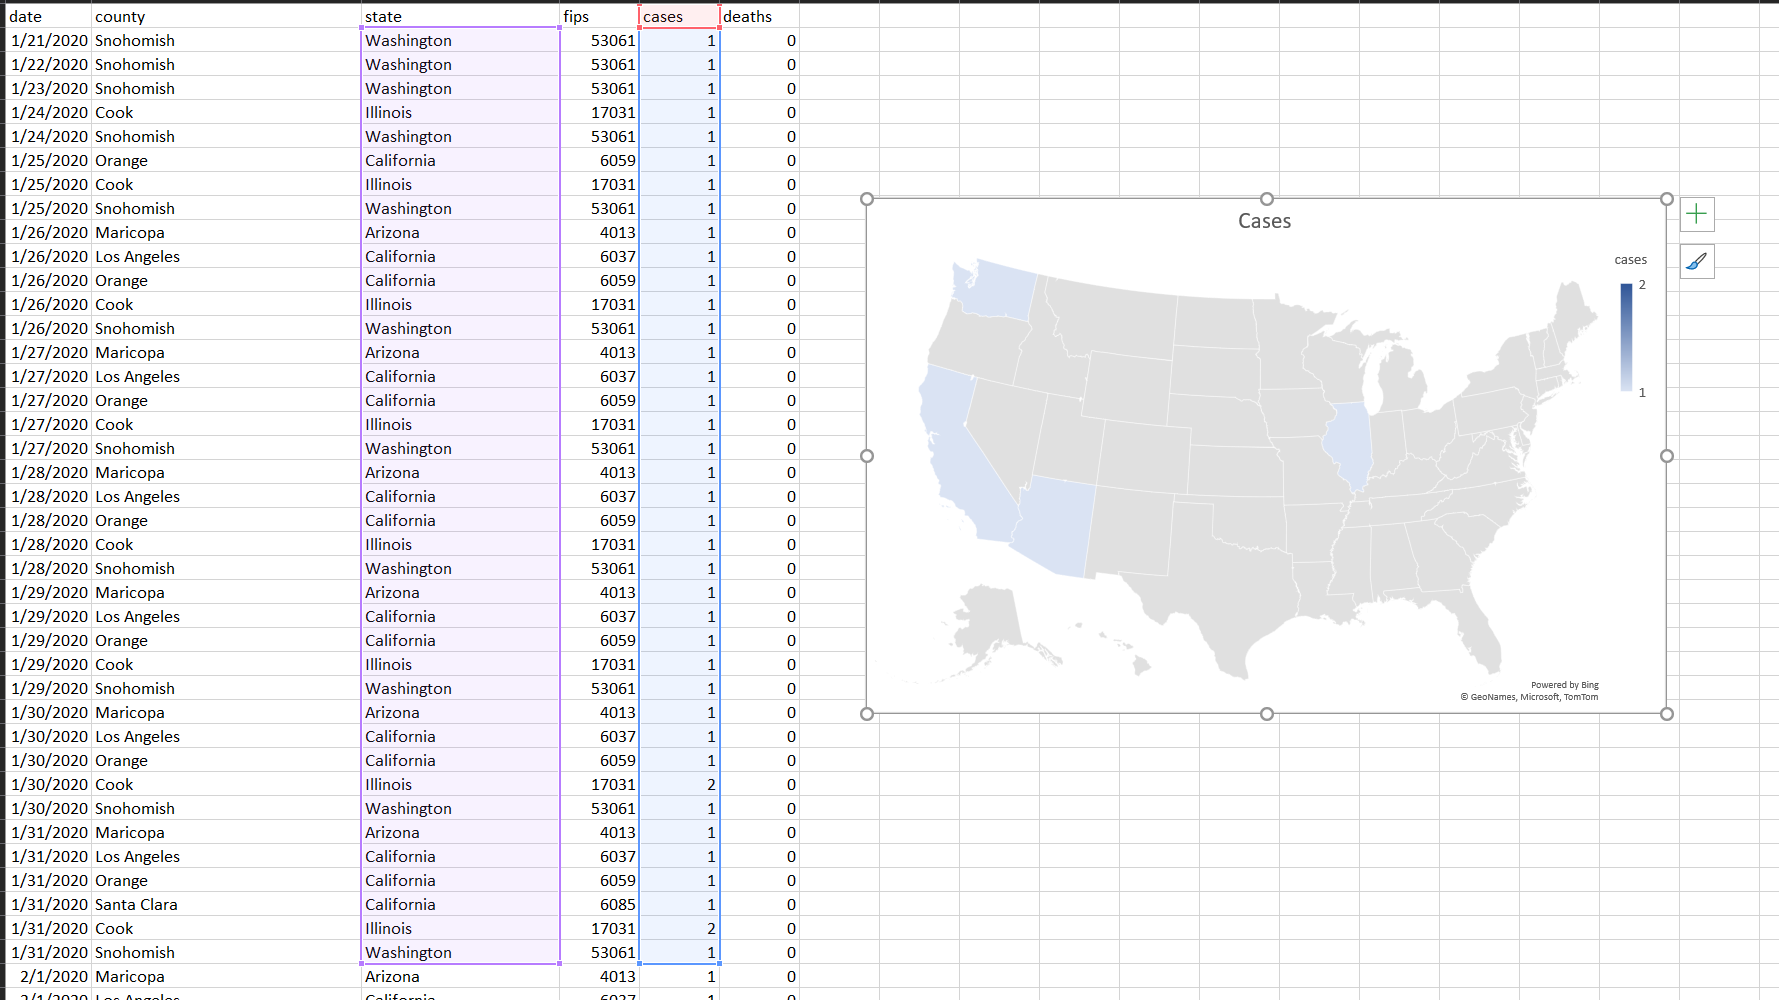 date county state fips cases deaths
1/21/2020 Snohomish Washington 53061 1 0
1/22/2020 Snohomish Washington 53061 1 0
1/23/2020 Snohomish Washington 53061 1 0
1/24/2020 Cook Illinois 17031 1 0
1/24/2020 Snohomish Washington 53061 1 0
1/25/2020 Orange California 6059 1 0
1/25/2020 Cook Illinois 17031 1 0
1/25/2020 Snohomish Washington 53061 1 0
1/26/2020 Maricopa Arizona 4013 1 0
1/26/2020 Los Angeles California 6037 1 0
1/26/2020 Orange California 6059 1 0
1/26/2020 Cook Illinois 17031 1 0
1/26/2020 Snohomish Washington 53061 1 0
1/27/2020 Maricopa Arizona 4013 1 0
1/27/2020 Los Angeles California 6037 1 0
1/27/2020 Orange California 6059 1 0
1/27/2020 Cook Illinois 17031 1 0
1/27/2020 Snohomish Washington 53061 1 0
1/28/2020 Maricopa Arizona 4013 1 0
1/28/2020 Los Angeles California 6037 1 0
1/28/2020 Orange California 6059 1 0
1/28/2020 Cook Illinois 17031 1 0
1/28/2020 Snohomish Washington 53061 1 0
1/29/2020 Maricopa Arizona 4013 1 0
1/29/2020 Los Angeles California 6037 1 0
1/29/2020 Orange California 6059 1 0
1/29/2020 Cook Illinois 17031 1 0
1/29/2020 Snohomish Washington 53061 1 0
1/30/2020 Maricopa Arizona 4013 1 0
1/30/2020 Los Angeles California 6037 1 0
1/30/2020 Orange California 6059 1 0
1/30/2020 Cook Illinois 17031 2 0
1/30/2020 Snohomish Washington 53061 1 0
1/31/2020 Maricopa Arizona 4013 1 0
1/31/2020 Los Angeles California 6037 1 0
1/31/2020 Orange California 6059 1 0
1/31/2020 Santa Clara California 6085 1 0
1/31/2020 Cook Illinois 17031 2 0
1/31/2020 Snohomish Washington 53061 1 0
2/1/2020 Maricopa Arizona 4013 1 0
2/1/2020 Los Angeles California 6037 1 0
Cases
cases
2
1
Powered by Bing
© GeoNames, Microsoft, TomTom